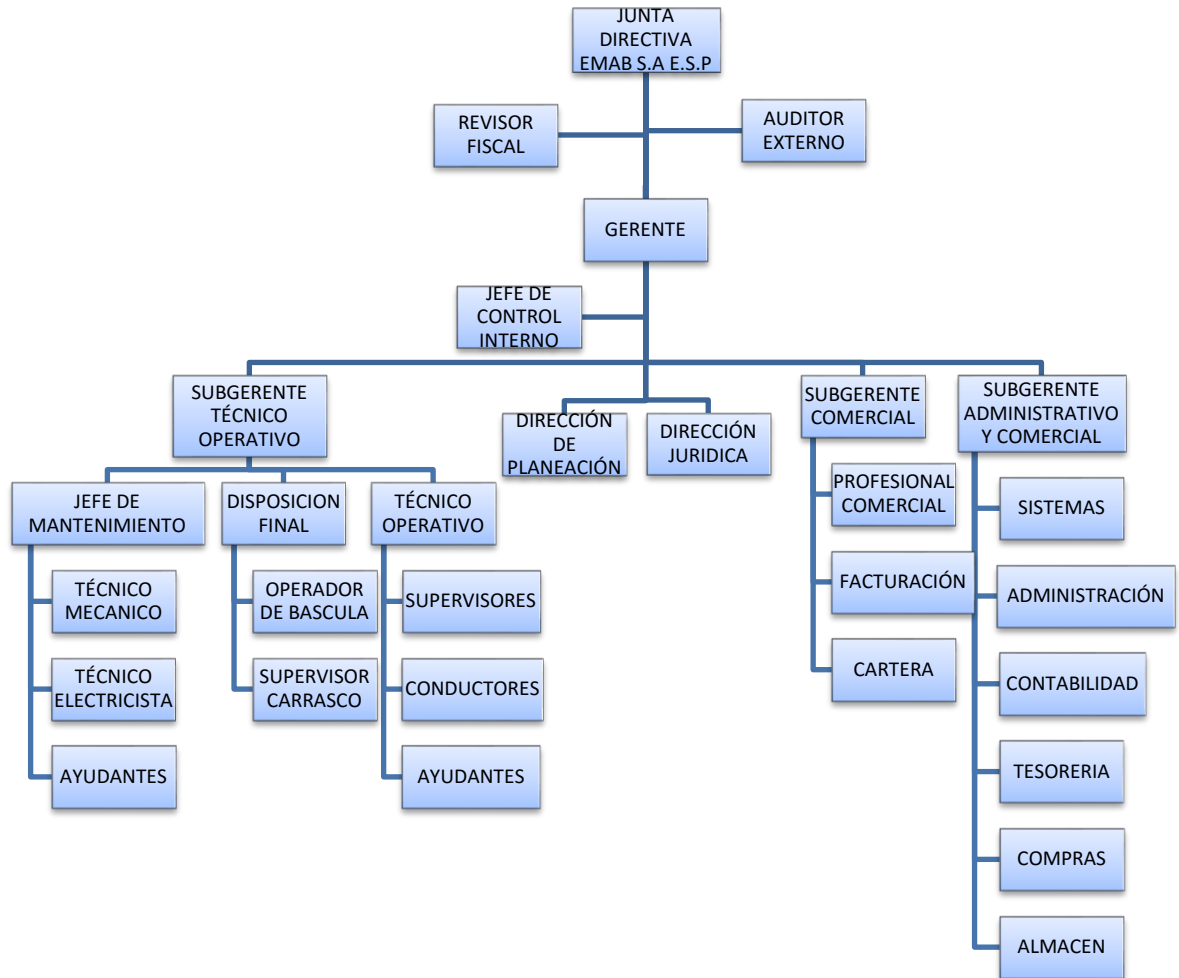 JUNTA
DIRECTIVA
EMAB S.A E.S.P
REVISOR
FISCAL
AUDITOR
EXTERNO
GERENTE
JEFE DE
CONTROL
INTERNO
SUBGERENTE
TÉCNICO
OPERATIVO
DIRECCIÓN
DE
PLANEACIÓN
DIRECCIÓN
JURIDICA
SUBGERENTE
COMERCIAL
SUBGERENTE
ADMINISTRATIVO
Y COMERCIAL
JEFE DE
MANTENIMIENTO
TÉCNICO
MECANICO
TÉCNICO
ELECTRICISTA
AYUDANTES
DISPOSICION
FINAL
OPERADOR
DE BASCULA
SUPERVISOR
CARRASCO
TÉCNICO
OPERATIVO
SUPERVISORES
CONDUCTORES
AYUDANTES
PROFESIONAL
COMERCIAL
FACTURACIÓN
CARTERA
SISTEMAS
ADMINISTRACIÓN
CONTABILIDAD
TESORERIA
COMPRAS
ALMACEN